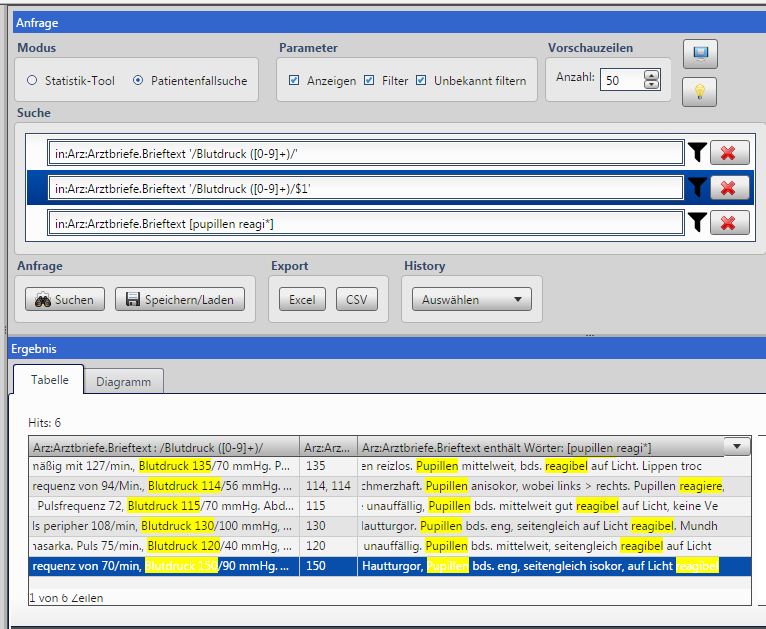 Anfrage
Modus Parameter Vorschauzeilen
Statistik-Tool Patientenfallsuche Anzeigen Filter Unbekannt filtern Anzahl: 50
Suche
in:Arz:Arztbriefe.Brieftext '/Blutdruck ([0-9]+)/'
in:Arz:Arztbriefe.Brieftext '/Blutdruck ([0-9]+)/$1'
in:Arz:Arztbriefe.Brieftext [pupillen reagi*]
Anfrage Export History
Suchen Speichern/Laden Excel CSV Auswählen
Ergebnis
Tabelle Diagramm
Hits: 6
Arz:Arztbriefe.Brieftext : /Blutdruck ([0-9]+)/ Arz:Arz... Arz:Arztbriefe.Brieftext enthält Wörter: [pupillen reagi*]
näßig mit 127/min., Blutdruck 135/70 mmHg. P... 135 en reizlos. Pupillen mittelweit, bds. reagibel auf Licht. Lippen troc
requenz von 94/Min., Blutdruck 114/56 mmHg. ... 114, 114 chmerzhaft. Pupillen anisokor, wobei links > rechts. Pupillen reagiere,
. Pulsfrequenz 72, Blutdruck 115/70 mmHg. Abd... 115 unauffällig, Pupillen bds. mittelweit gut reagibel auf Licht, keine Ve
ls peripher 108/min, Blutdruck 130/100 mmHg, ... 130 Hautturgor. Pupillen bds. eng, seitengleich auf Licht reagibel. Mundh
nasarka. Puls 75/min., Blutdruck 120/40 mmHg, ... 120 unauffällig. Pupillen bds. mittelweit, seitengleich reagibel auf Licht
requenz von 70/min, Blutdruck 150/90 mmHg. ... 150 Hautturgor, Pupillen bds. eng, seitengleich isokor, auf Licht reagibel
1 von 6 Zeilen